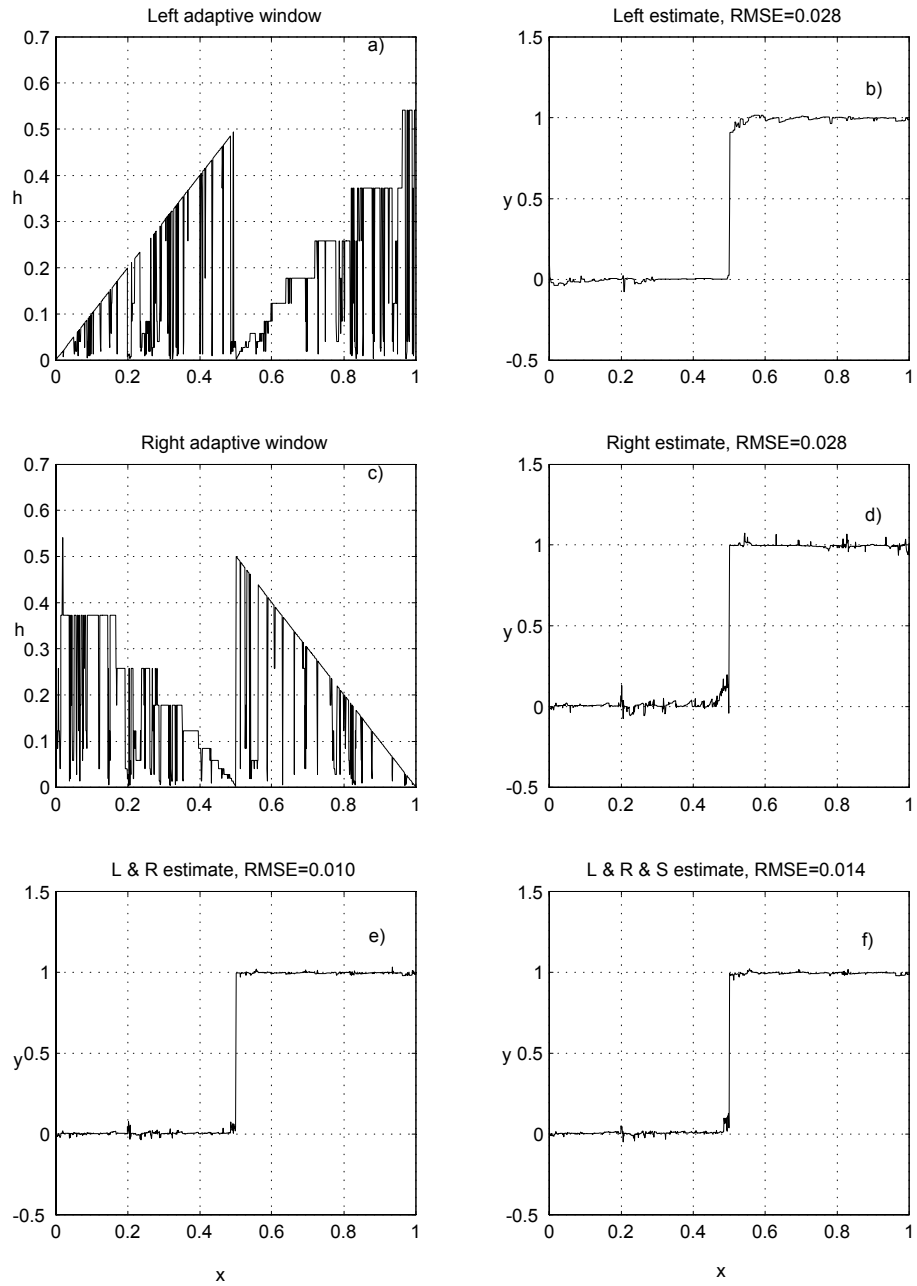 Left adaptive window
a)
0.7
0.6
0.5
0.4
h
0.3
0.2
0.1
0
0 0.2 0.4 0.6 0.8 1
Left estimate, RMSE=0.028
b)
1.5
1
y 0.5
0
-0.5
0 0.2 0.4 0.6 0.8 1
Right adaptive window
c)
0.7
0.6
0.5
0.4
h
0.3
0.2
0.1
0
0 0.2 0.4 0.6 0.8 1
Right estimate, RMSE=0.028
d)
1.5
1
y 0.5
0
-0.5
0 0.2 0.4 0.6 0.8 1
L & R estimate, RMSE=0.010
e)
1.5
1
y 0.5
0
-0.5
0 0.2 0.4 0.6 0.8 1
x
L & R & S estimate, RMSE=0.014
f)
1.5
1
y 0.5
0
-0.5
0 0.2 0.4 0.6 0.8 1
x